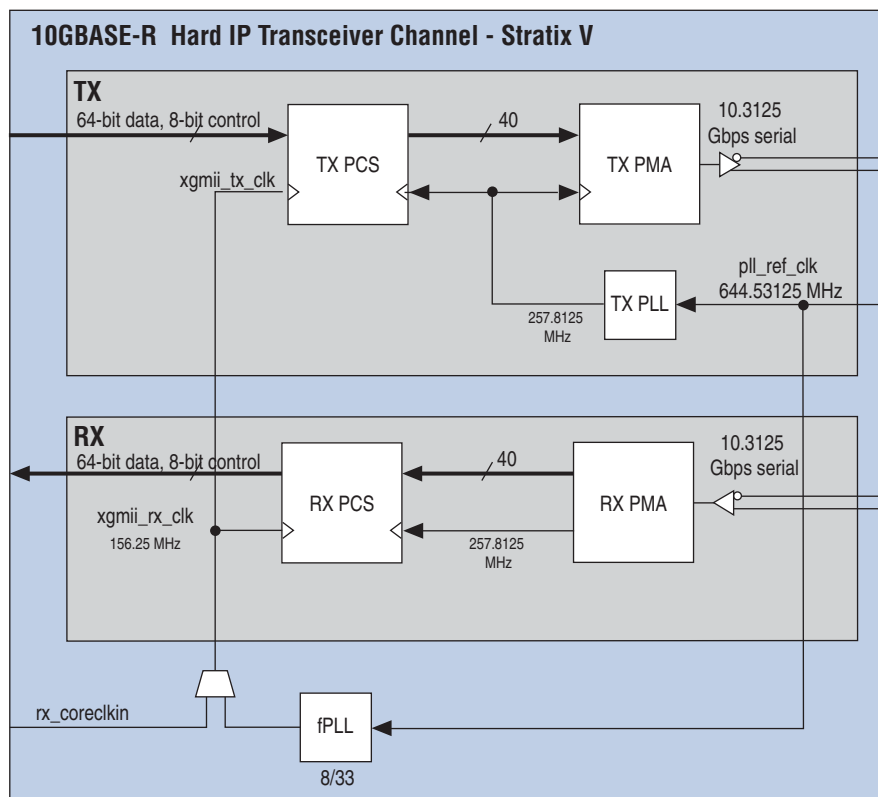 10GBASE-R Hard IP Transceiver Channel - Stratix V
TX
64-bit data, 8-bit control
40
10.3125
Gbps serial
TX PCS
TX PMA
xgmii_tx_clk
pll_ref_clk
644.53125 MHz
TX PLL
257.8125
MHz
RX
64-bit data, 8-bit control
40
10.3125
Gbps serial
RX PCS
RX PMA
xgmii_rx_clk
156.25 MHz
257.8125
MHz
rx_coreclkin
fPLL
8/33